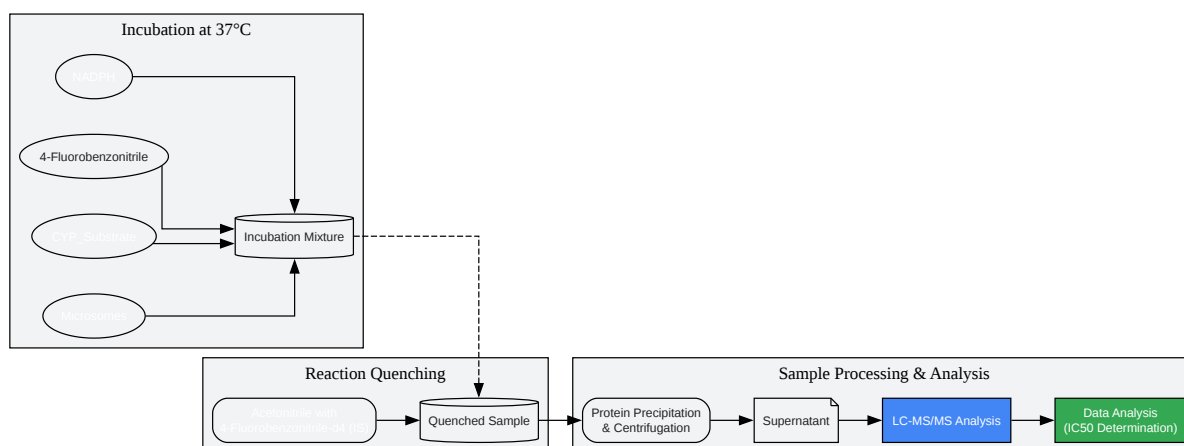 Incubation at 37°C
NADPH
4-Fluorobenzonitrile
CYP_Substrate
Incubation Mixture
Microsomes
Reaction Quenching
Acetonitrile with
4-Fluorobenzonitrile-d4 (IS)
Quenched Sample
Sample Processing & Analysis
Protein Precipitation
& Centrifugation
Supernatant
LC-MS/MS Analysis
Data Analysis
(IC50 Determination)